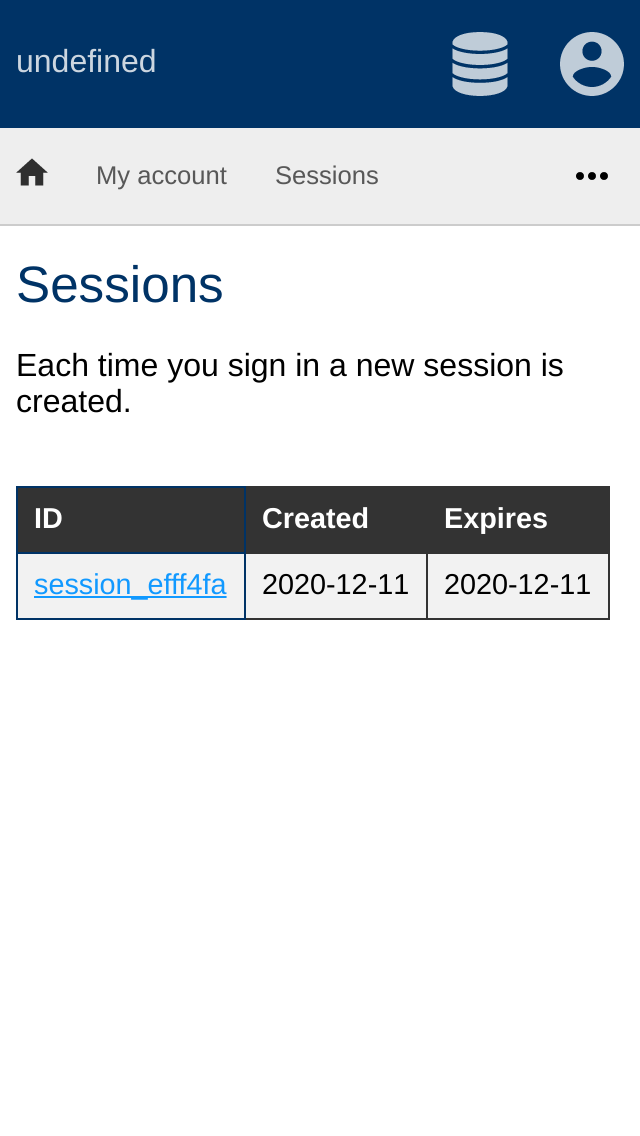 undefined
My account Sessions
Sessions
Each time you sign in a new session is
created.
ID Created Expires
session_efff4fa 2020-12-11 2020-12-11